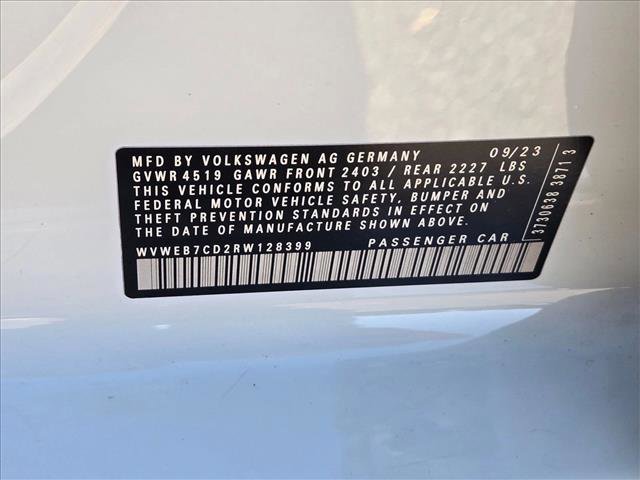 MFD BY VOLKSWAGEN AG GERMANY 09/23
GVWR 4519 GAWR FRONT 2403 / REAR 2227 LBS
THIS VEHICLE CONFORMS TO ALL APPLICABLE U.S.
FEDERAL MOTOR VEHICLE SAFETY, BUMPER AND
THEFT PREVENTION STANDARDS IN EFFECT ON THE
DATE OF MANUFACTURE SHOWN ABOVE.
WVWEB7CD2RW128399 PASSENGER CAR
3730638 3871 3